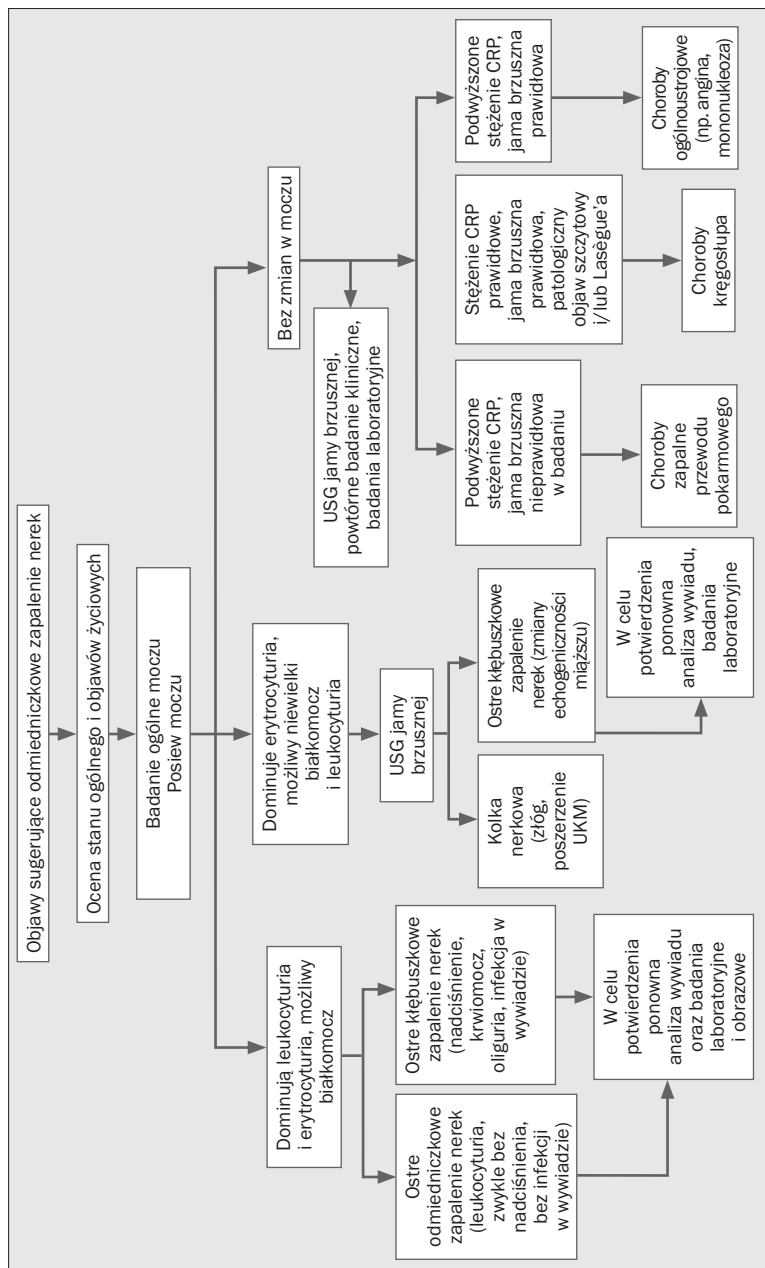 Objawy sugerujące odmiedniczkowe zapalenie nerek
Ocena stanu ogólnego i objawów życiowych
Badanie ogólne moczu
Posiew moczu
Dominują leukocyturia
i erytrocyturia, możliwy
białkomocz
Dominuje erytrocyturia,
możliwy niewielki
białkomocz
i leukocyturia
Bez zmian w moczu
Ostre
odmiedniczkowe
zapalenie nerek
(leukocyturia,
zwykle bez
nadciśnienia,
bez infekcji
w wywiadzie)
Ostre kłębuszkowe
zapalenie nerek
(nadciśnienie,
krwiomocz,
oliguria, infekcja w
wywiadzie)
W celu
potwierdzenia
ponowna
analiza wywiadu
oraz badania
laboratoryjne
i obrazowe
USG jamy
brzusznej
Kolka
nerkowa
(złóg,
poszerzenie
UKM)
Ostre kłębuszkowe
zapalenie
nerek (zmiany
echogeniczności
miąższu)
W celu
potwierdzenia
ponowna
analiza wywiadu,
badania
laboratoryjne
USG jamy brzusznej,
powtórne badanie kliniczne,
badania laboratoryjne
Podwyższone
stężenie CRP,
jama brzuszna
nieprawidłowa
w badaniu
Stężenie CRP
prawidłowe,
jama brzuszna
prawidłowa,
patologiczny
objaw szczytowy
i/lub Lasègue’a
Podwyższone
stężenie CRP,
jama brzuszna
prawidłowa
Choroby
zapalne
przewodu
pokarmowego
Choroby
kręgosłupa
Choroby
ogólnoustrojowe
(np. angina,
mononukleoza)